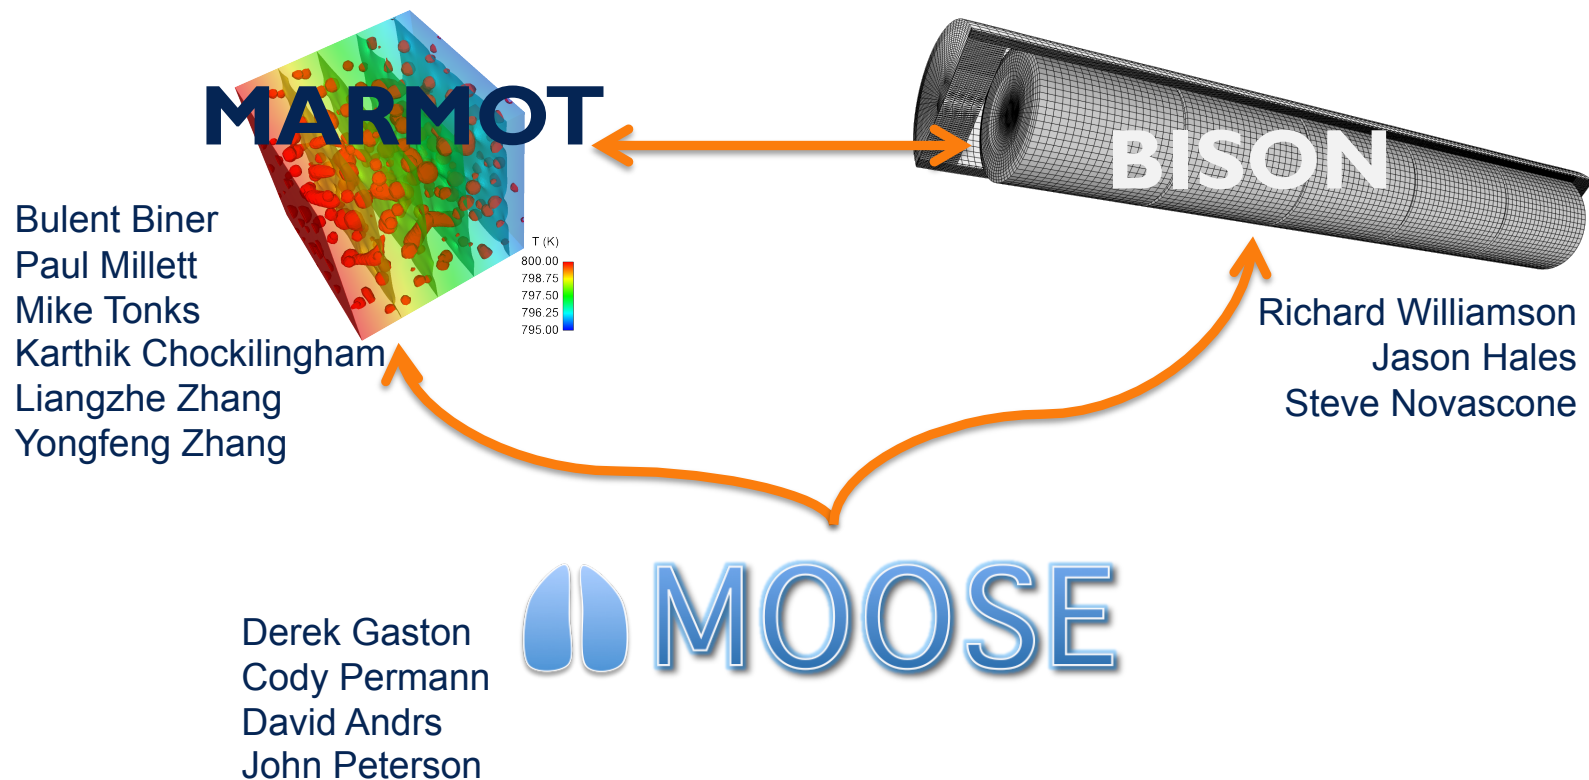 MARMOT
BISON
Bulent Biner
Paul Millett
Mike Tonks
Karthik Chockilingham
Liangzhe Zhang
Yongfeng Zhang
T (K)
800.00
798.75
797.50
796.25
795.00
Richard Williamson
Jason Hales
Steve Novascone
MOOSE
Derek Gaston
Cody Permann
David Andrs
John Peterson